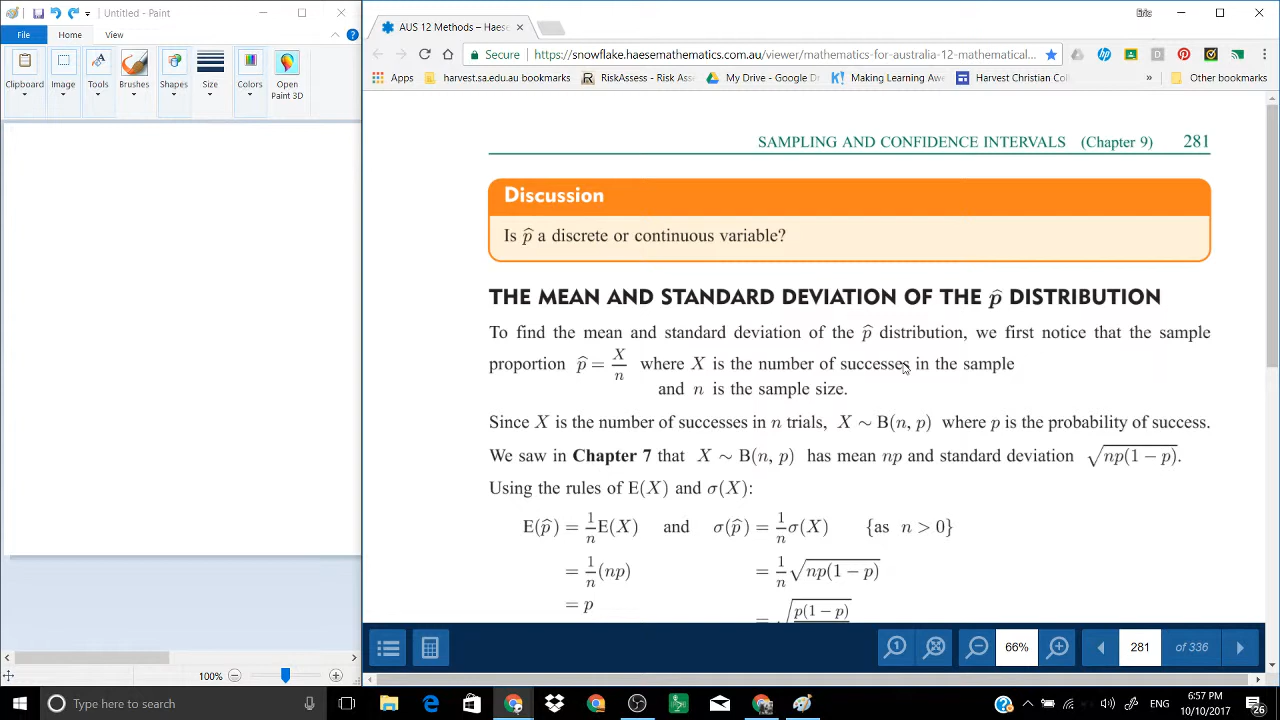 Untitled - Paint
File Home View
Clipboard Image Tools Brushes Shapes Size Colors Open Paint 3D
100%
AUS 12 Methods – Haese
Secure https://snowflake.haesemathematics.com/viewer/mathematics-for-australia-12-mathematical...
Apps harvest.sa.edu.au bookmarks RiskAssess - Risk Ass My Drive - Google D Making Learning Awe Harvest Christian Co » Other bookmarks
SAMPLING AND CONFIDENCE INTERVALS (Chapter 9) 281
Discussion
Is p̂ a discrete or continuous variable?
THE MEAN AND STANDARD DEVIATION OF THE p̂ DISTRIBUTION
To find the mean and standard deviation of the p̂ distribution, we first notice that the sample
proportion p̂ = X/n where X is the number of successes in the sample
and n is the sample size.
Since X is the number of successes in n trials, X ∼ B(n, p) where p is the probability of success.
We saw in Chapter 7 that X ∼ B(n, p) has mean np and standard deviation √np(1 − p).
Using the rules of E(X) and σ(X):
E(p̂) = 1/n E(X) and σ(p̂) = 1/n σ(X) {as n > 0}
= 1/n (np) = 1/n √np(1 − p)
= p = √p(1 − p)
66% 281 of 336
Type here to search
ENG
6:57 PM
10/10/2017
26